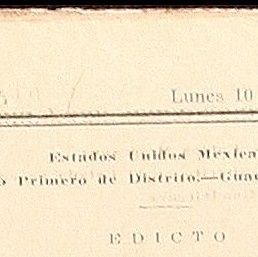 Lunes 10
Estados Unidos Mexica
o Primero de Distrito.—Gua
EDICTO